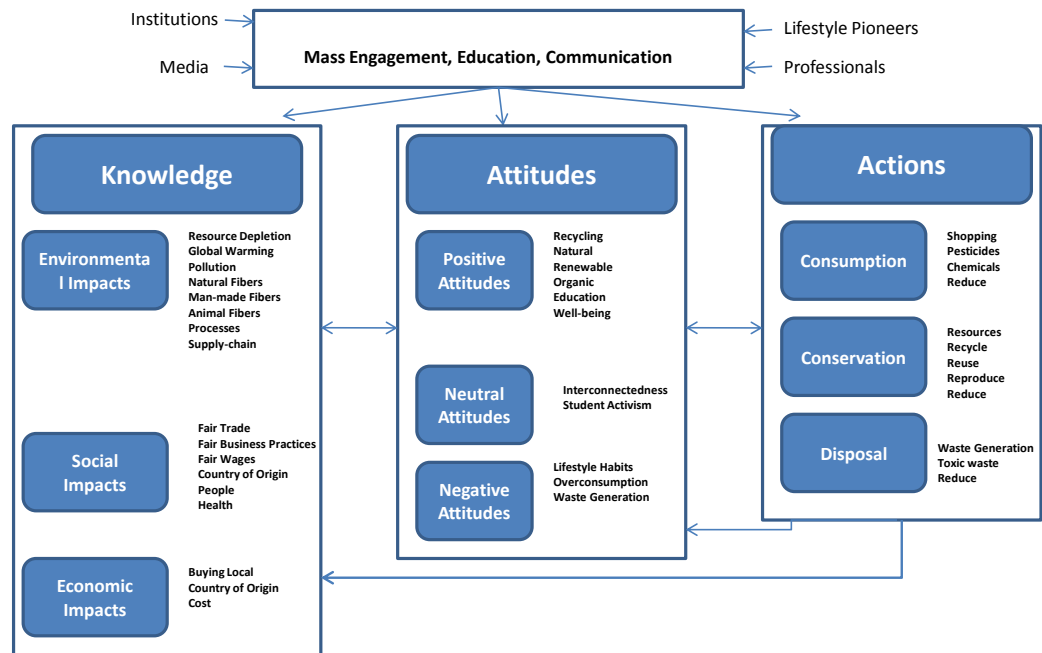 Institutions
Media
Mass Engagement, Education, Communication
Lifestyle Pioneers
Professionals
Knowledge
Environmenta
l Impacts
Resource Depletion
Global Warming
Pollution
Natural Fibers
Man-made Fibers
Animal Fibers
Processes
Supply-chain
Social
Impacts
Fair Trade
Fair Business Practices
Fair Wages
Country of Origin
People
Health
Economic
Impacts
Buying Local
Country of Origin
Cost
Attitudes
Positive
Attitudes
Recycling
Natural
Renewable
Organic
Education
Well-being
Neutral
Attitudes
Interconnectedness
Student Activism
Negative
Attitudes
Lifestyle Habits
Overconsumption
Waste Generation
Actions
Consumption
Shopping
Pesticides
Chemicals
Reduce
Conservation
Resources
Recycle
Reuse
Reproduce
Reduce
Disposal
Waste Generation
Toxic waste
Reduce